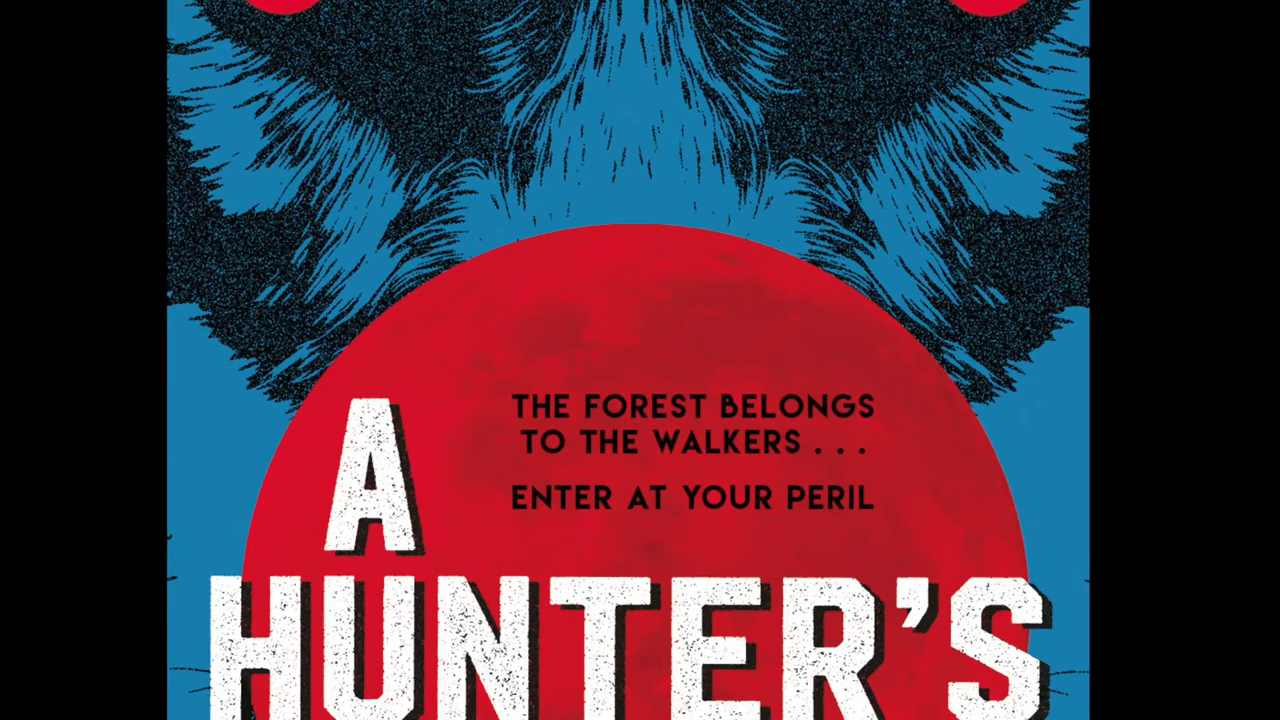 A
THE FOREST BELONGS
TO THE WALKERS . . .
ENTER AT YOUR PERIL
HUNTER'S